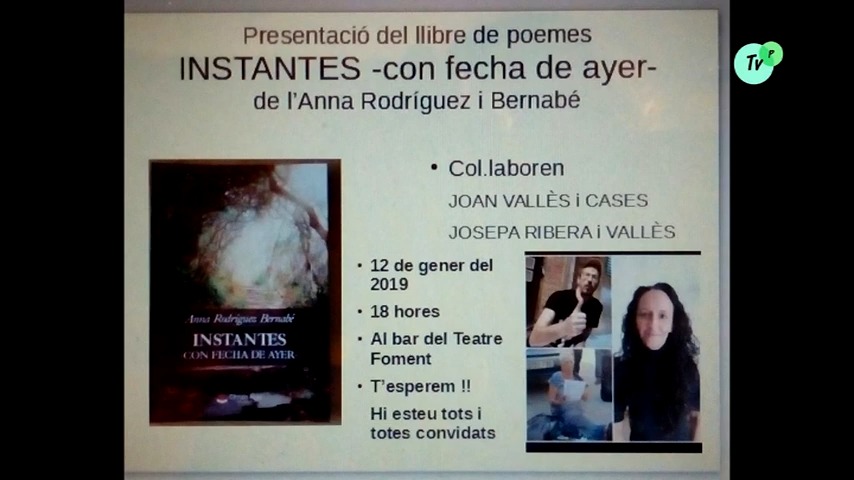 Presentació del llibre de poemes
INSTANTES -con fecha de ayer-
de l'Anna Rodríguez i Bernabé
Tv P
• Col.laboren
JOAN VALLÈS i CASES
JOSEPA RIBERA i VALLÈS
Anna Rodríguez Bernabé
INSTANTES
CON FECHA DE AYER
• 12 de gener del
2019
• 18 hores
• Al bar del Teatre
Foment
• T'esperem !!
Hi esteu tots i
totes convidats